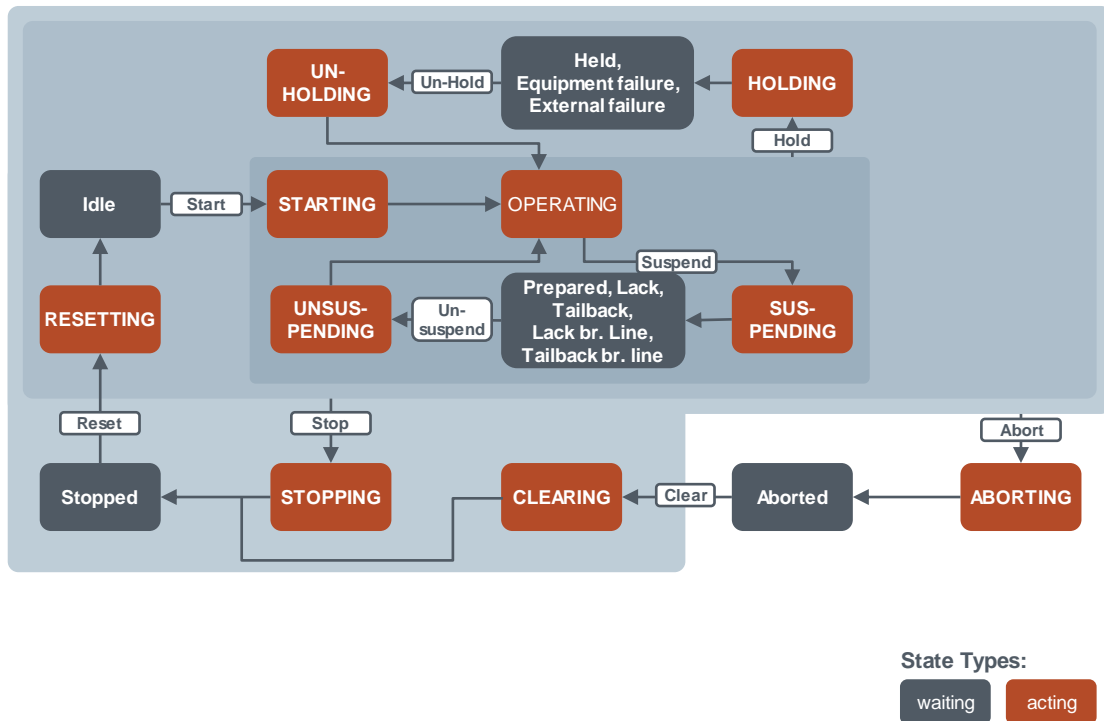 UN-
HOLDING
Un-Hold
Held,
Equipment failure,
External failure
HOLDING
Hold
Idle
Start
STARTING
OPERATING
Suspend
RESETTING
UNSUS-
PENDING
Un-
suspend
Prepared, Lack,
Tailback,
Lack br. Line,
Tailback br. line
SUS-
PENDING
Reset
Stop
Abort
Stopped
STOPPING
CLEARING
Clear
Aborted
ABORTING
State Types:
waiting
acting